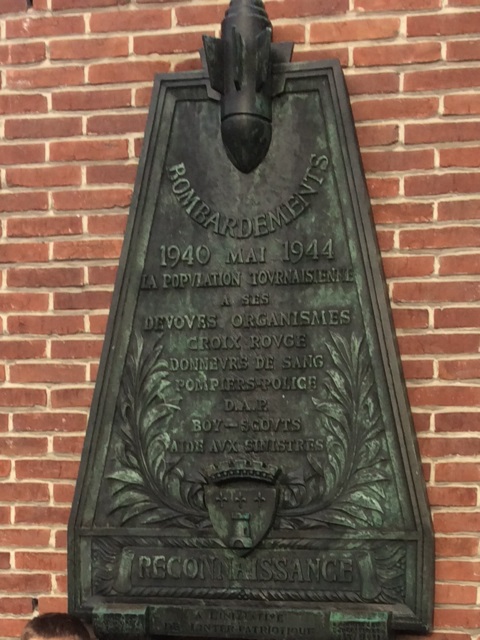 BOMBARDEMENTS
1940 MAI 1944
LA POPVLATION TOVRNAISIENNE
A SES
DEVOVES ORGANISMES
CROIX ROVGE
DONNEVRS DE SANG
POMPIERS-POLICE
D.A.P.
BOY-SCOVTS
AIDE AVX SINISTRES
RECONNAISSANCE
PATRIOTIQUE